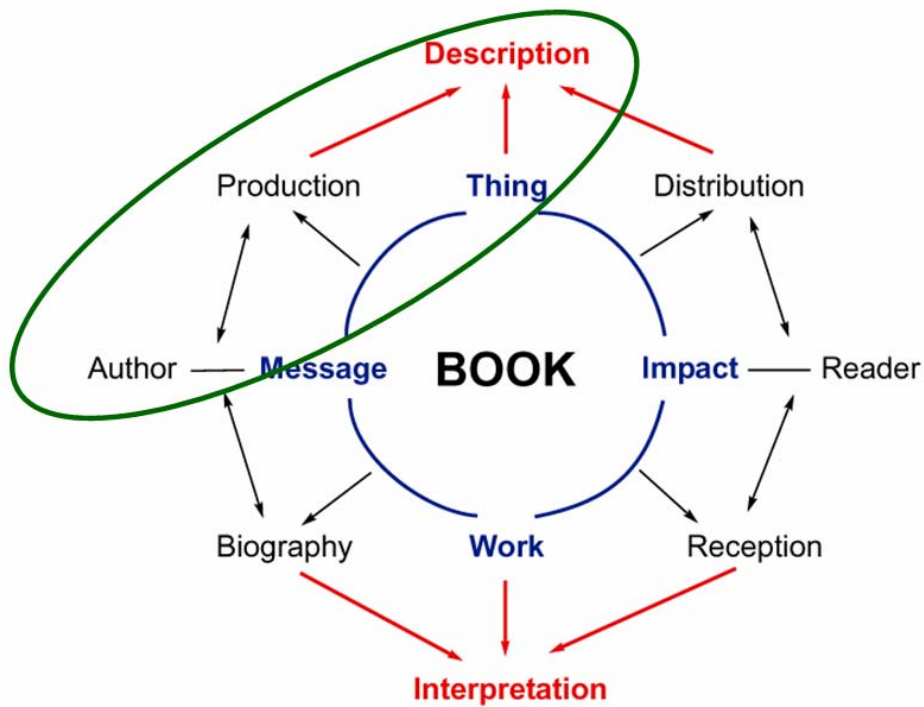 Description
Production
Thing
Distribution
Author
Message
BOOK
Impact
Reader
Biography
Work
Reception
Interpretation